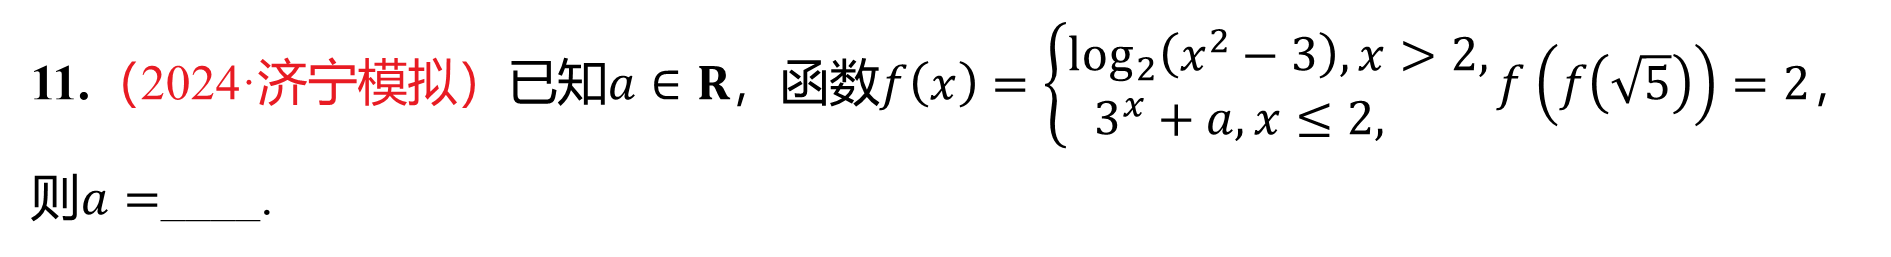 11.（2024·济宁模拟）已知a ∈ R，函数f(x) = {log₂(x² − 3), x > 2, 3ˣ + a, x ≤ 2, f(f(√5)) = 2，
则a =____.